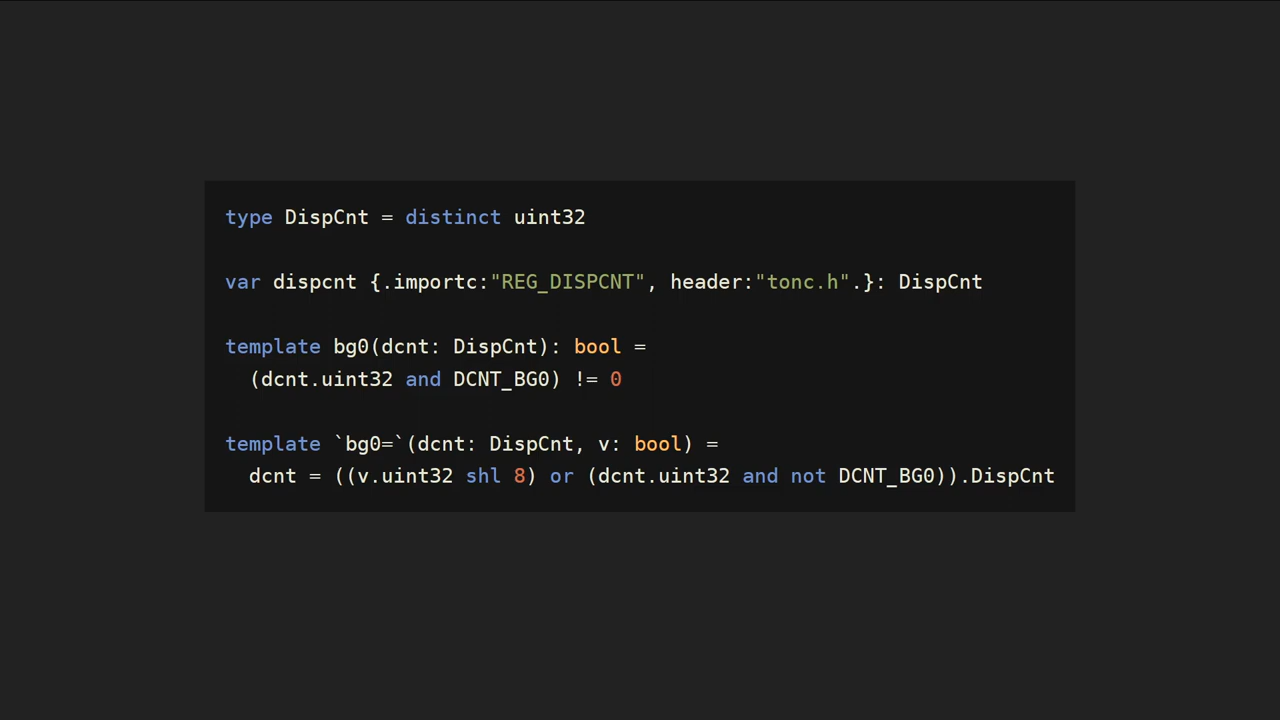 type DispCnt = distinct uint32
var dispcnt {.importc:"REG_DISPCNT", header:"tonc.h".}: DispCnt
template bg0(dcnt: DispCnt): bool =
  (dcnt.uint32 and DCNT_BG0) != 0
template `bg0=`(dcnt: DispCnt, v: bool) =
  dcnt = ((v.uint32 shl 8) or (dcnt.uint32 and not DCNT_BG0)).DispCnt